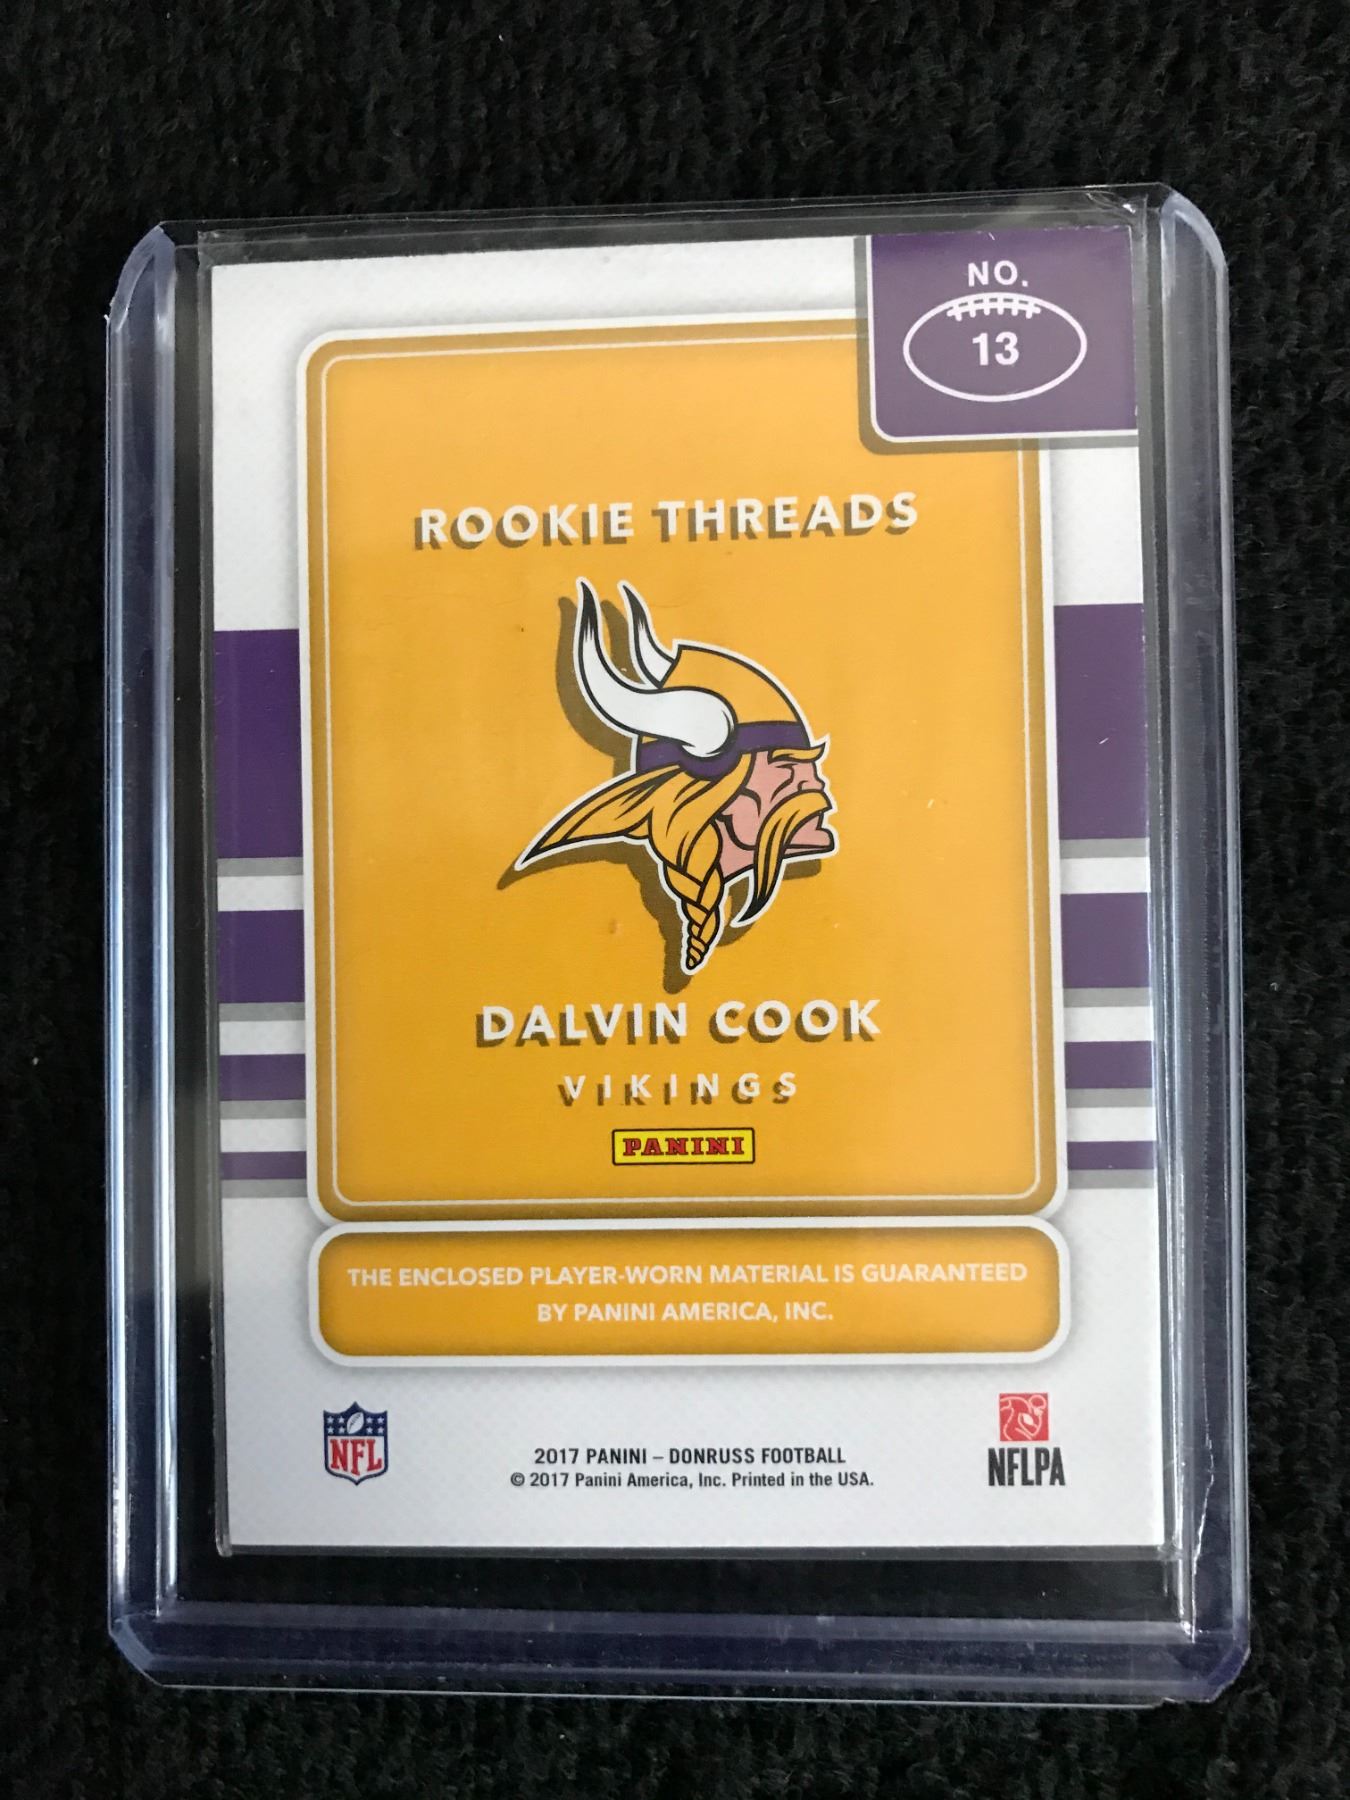 NO.
13
ROOKIE THREADS
DALVIN COOK
VIKINGS
PANINI
THE ENCLOSED PLAYER-WORN MATERIAL IS GUARANTEED
BY PANINI AMERICA, INC.
NFL
2017 PANINI – DONRUSS FOOTBALL
© 2017 Panini America, Inc. Printed in the USA.
NFLPA